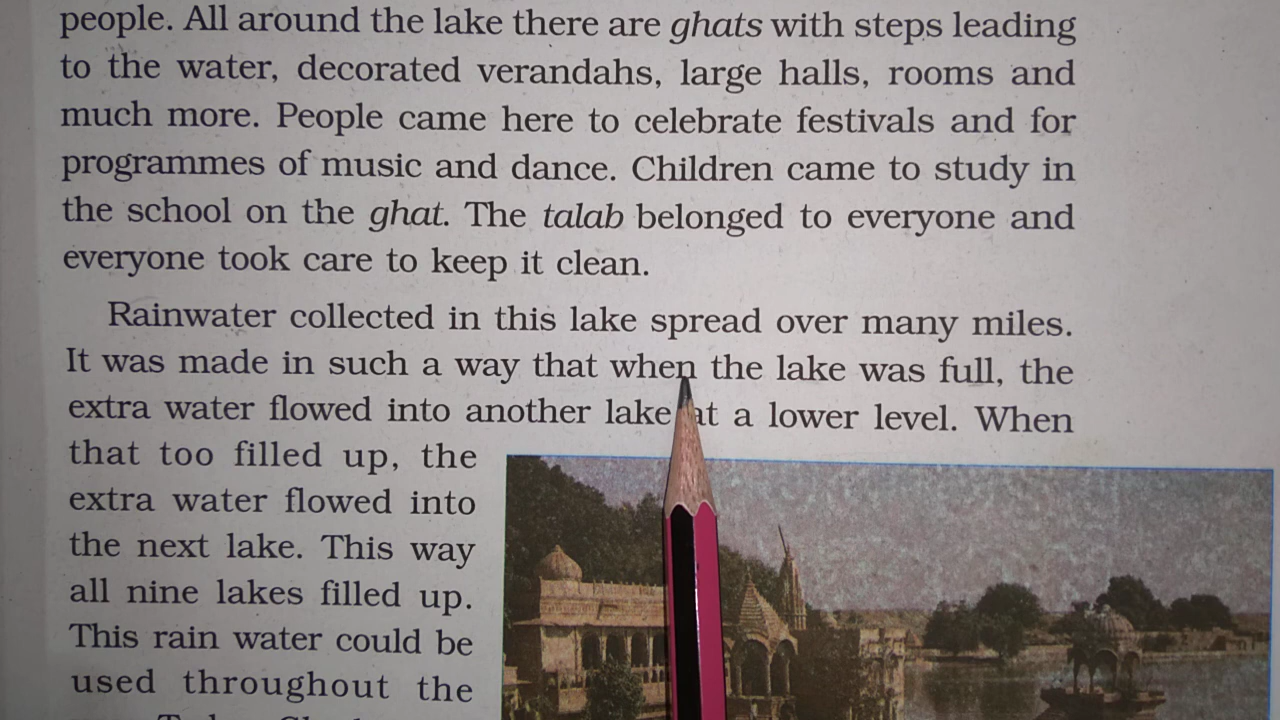 people. All around the lake there are ghats with steps leading
to the water, decorated verandahs, large halls, rooms and
much more. People came here to celebrate festivals and for
programmes of music and dance. Children came to study in
the school on the ghat. The talab belonged to everyone and
everyone took care to keep it clean.
Rainwater collected in this lake spread over many miles.
It was made in such a way that when the lake was full, the
extra water flowed into another lake at a lower level. When
that too filled up, the
extra water flowed into
the next lake. This way
all nine lakes filled up.
This rain water could be
used throughout the